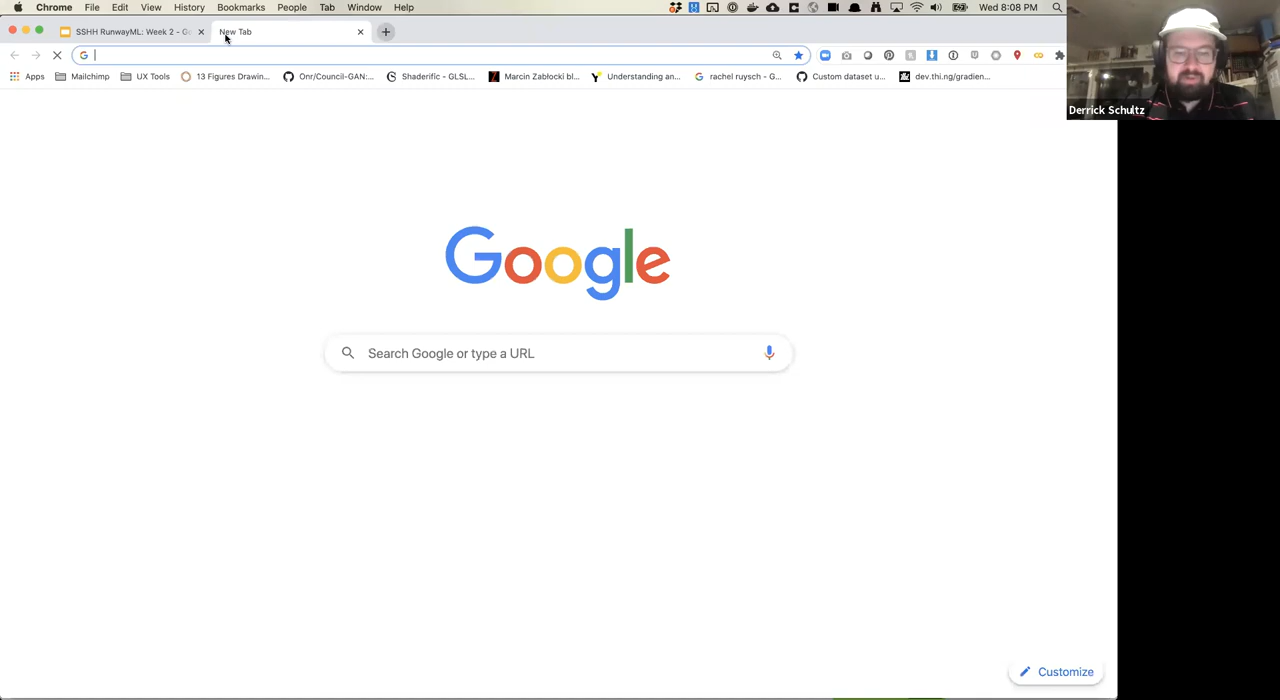 Chrome File Edit View History Bookmarks People Tab Window Help Wed 8:08 PM
SSHH RunwayML: Week 2 - Go New Tab
Apps Mailchimp UX Tools 13 Figures Drawin... Onr/Council-GAN:... Shaderific - GLSL... Marcin Zablocki bl... Understanding an... rachel ruysch - G... Custom dataset u... dev.thi.ng/gradien...
Derrick Schultz
Google
Search Google or type a URL
Customize